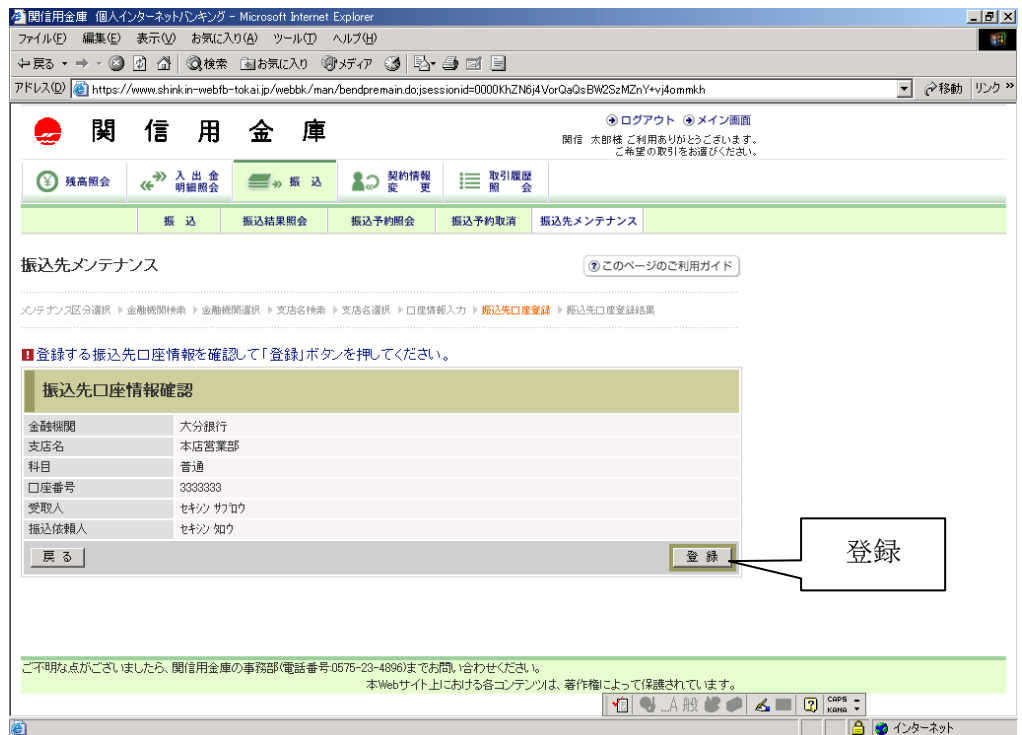 関信用金庫 個人インターネットバンキング - Microsoft Internet Explorer
ファイル(F) 編集(E) 表示(V) お気に入り(A) ツール(T) ヘルプ(H)
戻る 検索 お気に入り メディア
アドレス(D) https://www.shinkin-webfb-tokai.jp/webbk/man/bendpremain.do;jsessionid=0000KhZN6j4VorQaQsBW2SzMZnY+vj4ommkh 移動 リンク »
関 信 用 金 庫
ログアウト メイン画面
関信 太郎様 ご利用ありがとうございます。
ご希望の取引をお選びください。
残高照会 入出金明細照会 振 込 契約情報変更 取引履歴照会
振 込 振込結果照会 振込予約照会 振込予約取消 振込先メンテナンス
振込先メンテナンス
このページのご利用ガイド
メンテナンス区分選択 金融機関検索 金融機関選択 支店名検索 支店名選択 口座情報入力 振込先口座登録 振込先口座登録結果
登録する振込先口座情報を確認して「登録」ボタンを押してください。
振込先口座情報確認
金融機関 大分銀行
支店名 本店営業部
科目 普通
口座番号 3333333
受取人 ｾｷｼﾝ ｻﾌﾞﾛｳ
振込依頼人 ｾｷｼﾝ ﾀﾛｳ
戻 る 登 録
登録
ご不明な点がございましたら、関信用金庫の事務部(電話番号:0575-23-4896)までお問い合わせください。
本Webサイト上における各コンテンツは、著作権によって保護されています。
A 般 CAPS KANA
インターネット